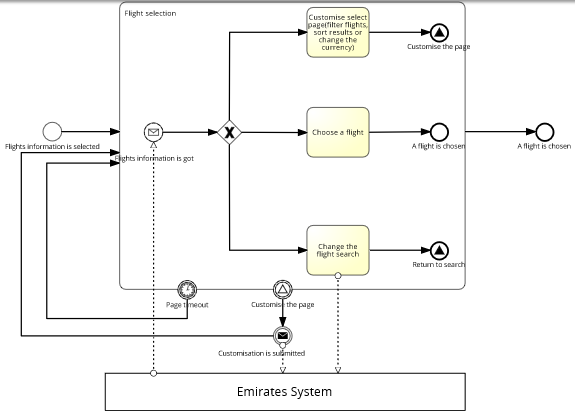 Flight selection
Customise select
page(filter flights,
sort results or
change the
currency)
Customise the page
Flights information is selected
Flights information is got
Choose a flight
A flight is chosen
A flight is chosen
Change the
flight search
Return to search
Page timeout
Customise the page
Customisation is submitted
Emirates System